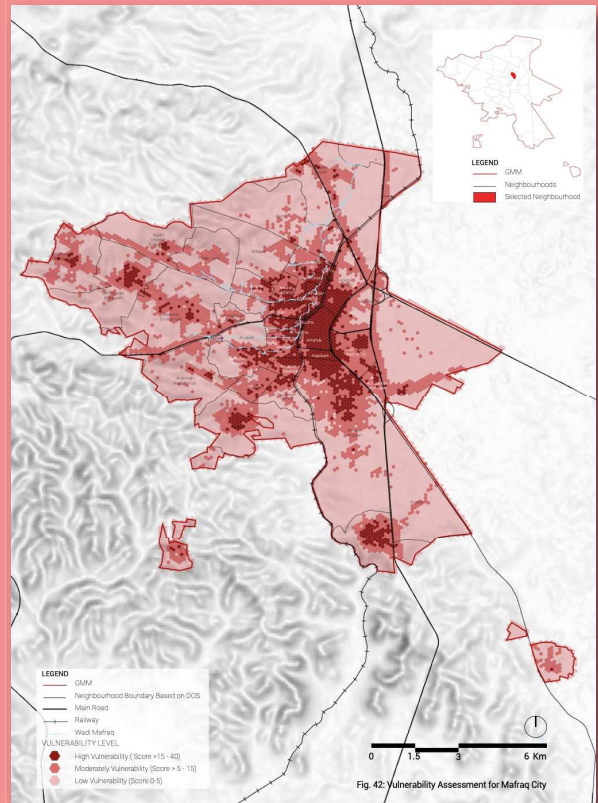 LEGEND
GMM
Neighbourhoods
Selected Neighbourhood
LEGEND
GMM
Neighbourhood Boundary Based on DOS
Main Road
Railway
Wadi Mafraq
VULNERABILITY LEVEL
High Vulnerability ( Score >15 - 40)
Moderately Vulnerability (Score > 5 - 15)
Low Vulnerability (Score 0-5)
0 1.5 3 6 Km
Fig. 42: Vulnerability Assessment for Mafraq City